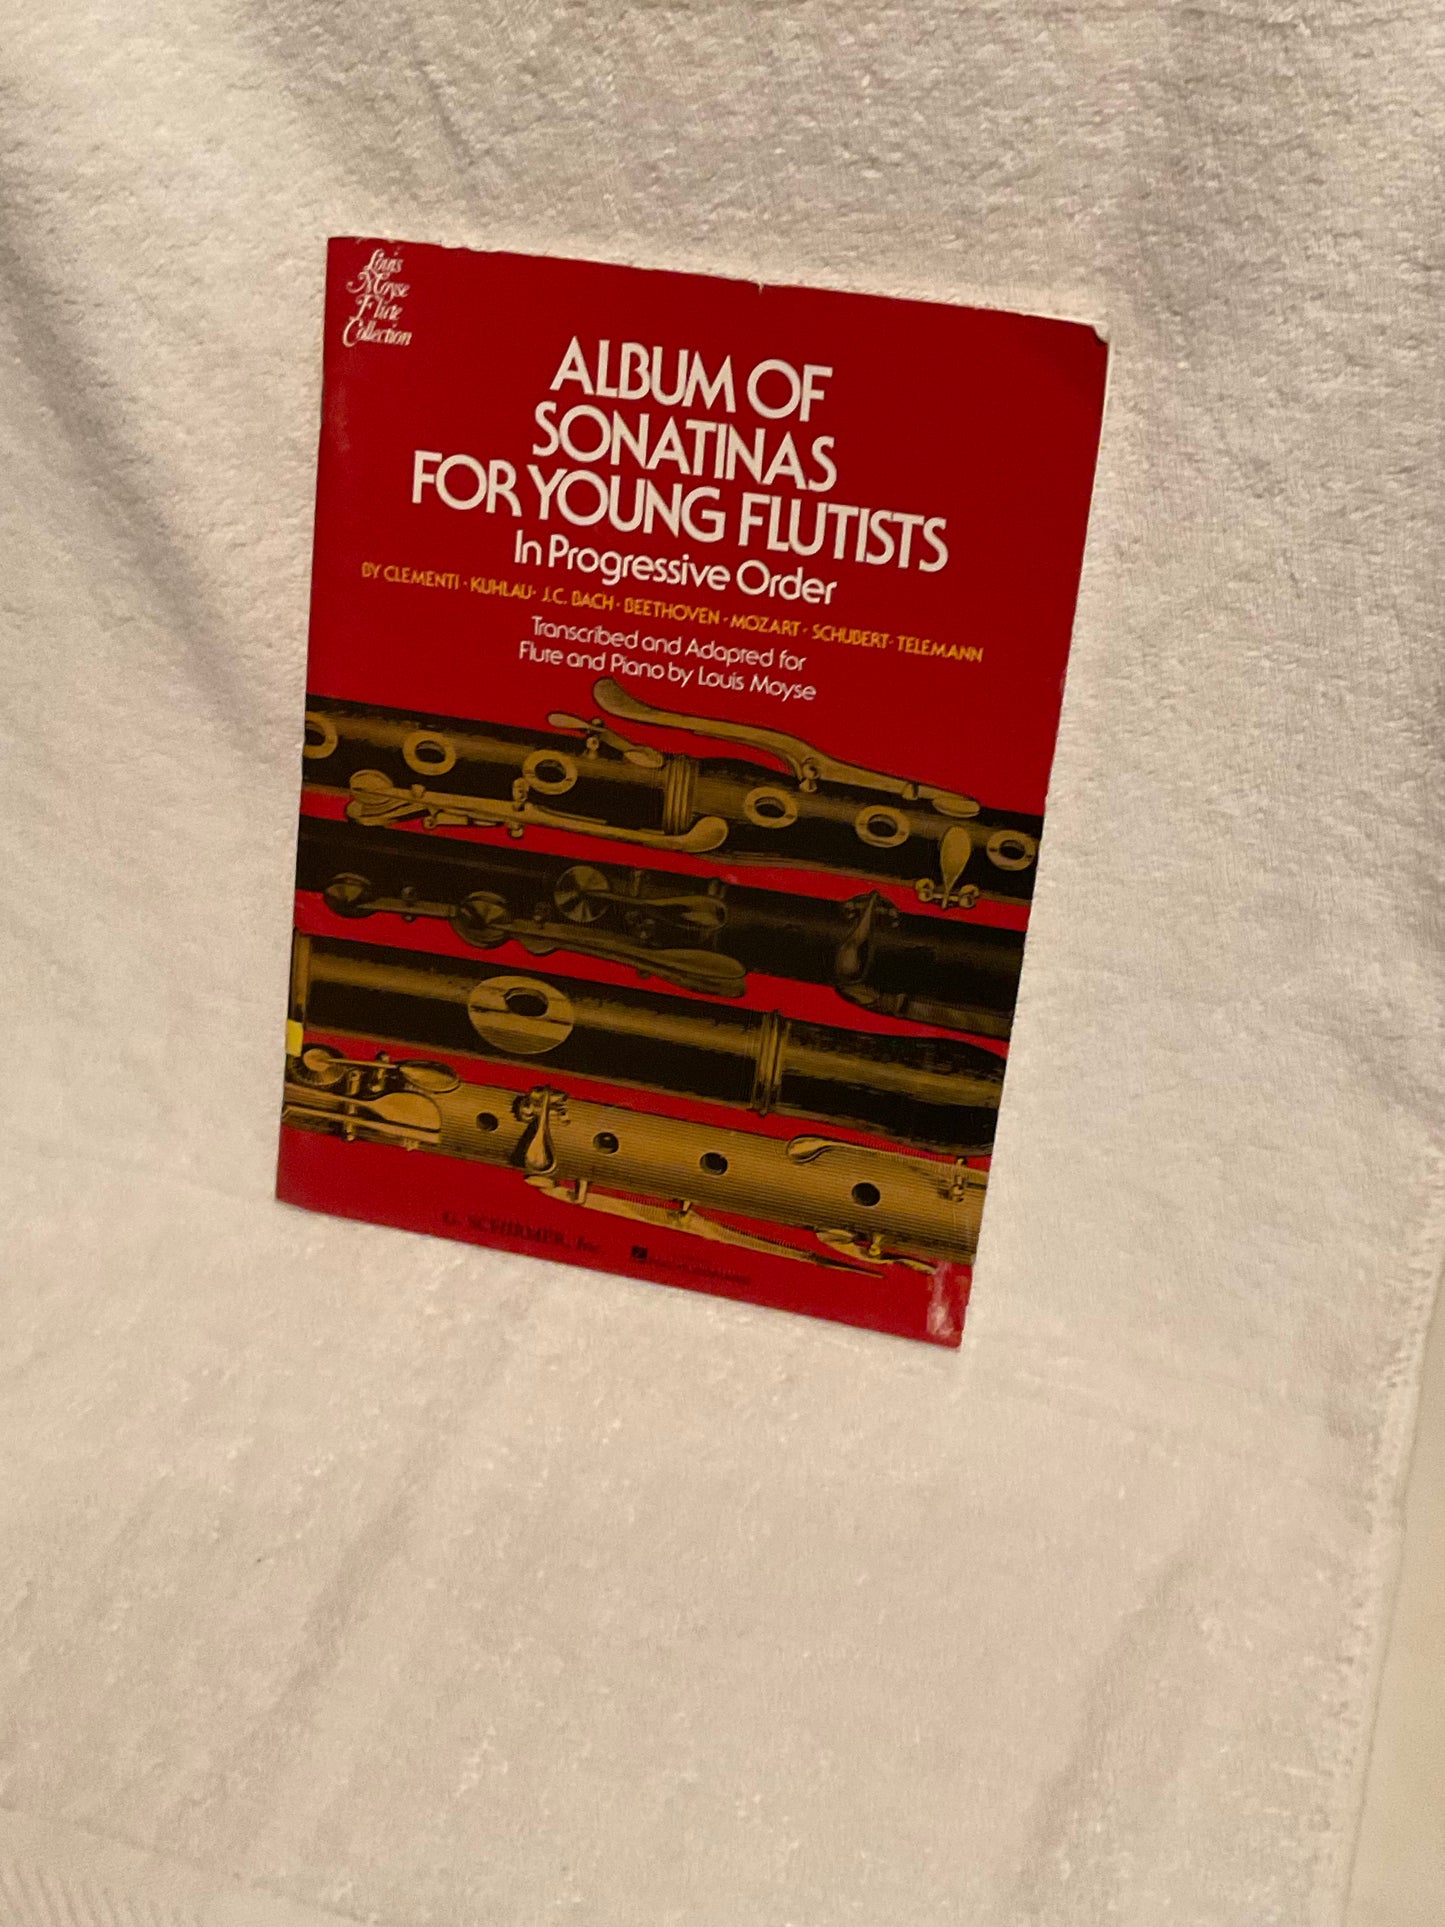 Louis
Moyse
Flute
Collection
ALBUM OF
SONATINAS
FOR YOUNG FLUTISTS
In Progressive Order
BY CLEMENTI · KUHLAU · J.C. BACH · BEETHOVEN · MOZART · SCHUBERT · TELEMANN
Transcribed and Adapted for
Flute and Piano by Louis Moyse
G. SCHIRMER, Inc.